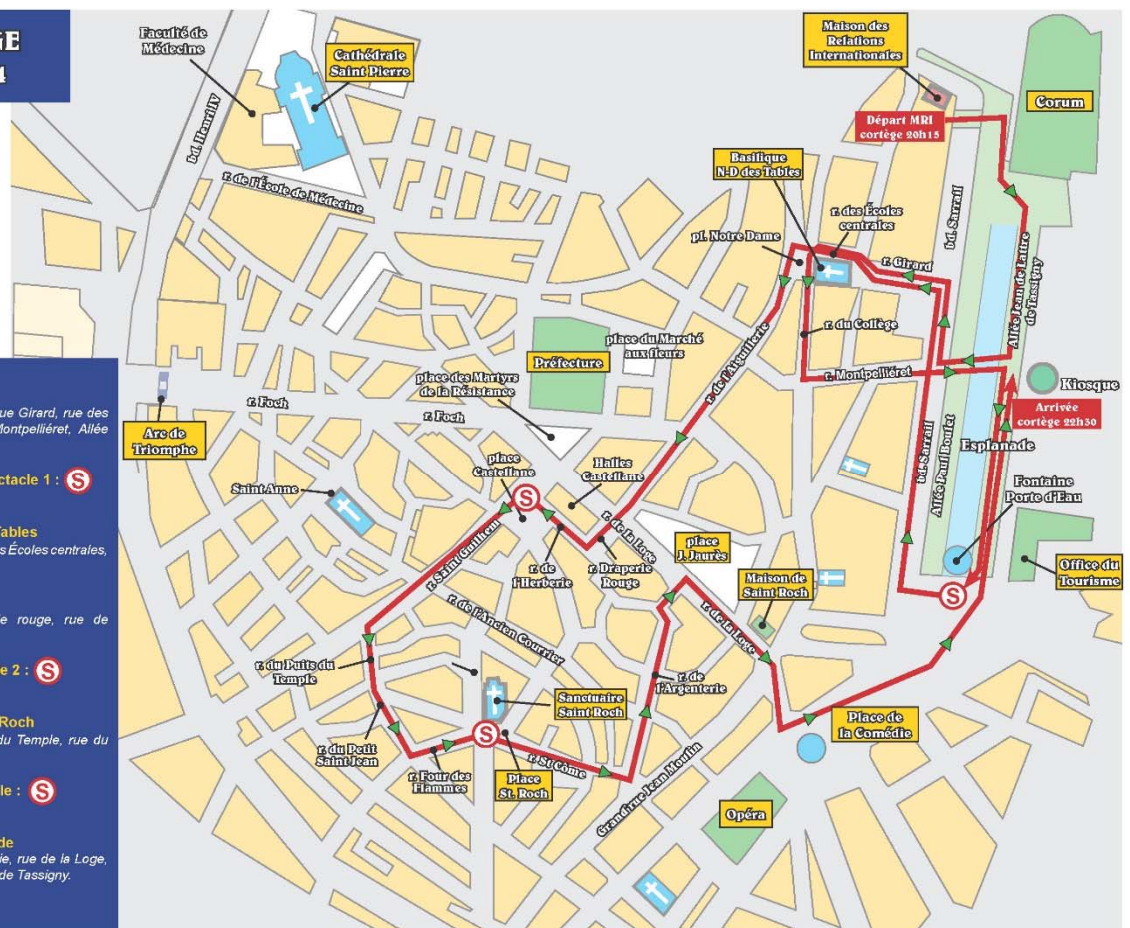 GE
4
ue Girard, rue des
Montpelliéret, Allée
ctacle 1 : S
Tables
s Écoles centrales,
ie rouge, rue de
e 2 : S
Roch
du Temple, rue du
le : S
de
ie, rue de la Loge,
de Tassigny.
Faculté de
Médecine
Cathédrale
Saint Pierre
bd. Henri IV
r. de l'École de Médecine
Maison des
Relations
Internationales
Corum
Départ MRI
cortège 20h15
Basilique
N-D des Tables
r. des Écoles
centrales
pl. Notre Dame
r. Girard
bd. Sarrail
Allée Jean de Lattre
de Tassigny
r. du Collège
r. Montpelliéret
r. de l'Aiguillerie
place du Marché
aux fleurs
Préfecture
place des Martyrs
de la Résistance
r. Foch
r. Foch
Arc de
Triomphe
Kiosque
Arrivée
cortège 22h30
Esplanade
bd. Sarrail
Allée Paul Boulet
Fontaine
Porte d'Eau
Office du
Tourisme
S
place
Castellane
Halles
Castellane
S
Saint Anne
r. Saint Guilhem
r. de
l'Herberie
r. Draperie
Rouge
r. de la Loge
place
J. Jaurès
Maison de
Saint Roch
r. de la Loge
r. de l'Ancien Courrier
r. du Puits du
Temple
r. de
l'Argenterie
Sanctuaire
Saint Roch
S
r. du Petit
Saint Jean
r. Four des
Flammes
Place
St. Roch
r. St Côme
Grand rue Jean Moulin
Place de
la Comédie
Opéra